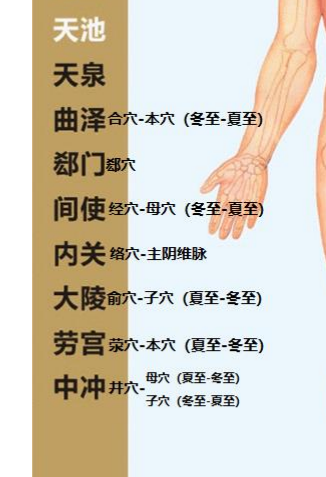 天池
天泉
曲泽合穴-本穴（冬至-夏至）
郄门郄穴
间使经穴-母穴（冬至-夏至）
内关络穴-主阴维脉
大陵俞穴-子穴（夏至-冬至）
劳宫荥穴-本穴（夏至-冬至）
中冲井穴-母穴（夏至-冬至）
子穴（冬至-夏至）